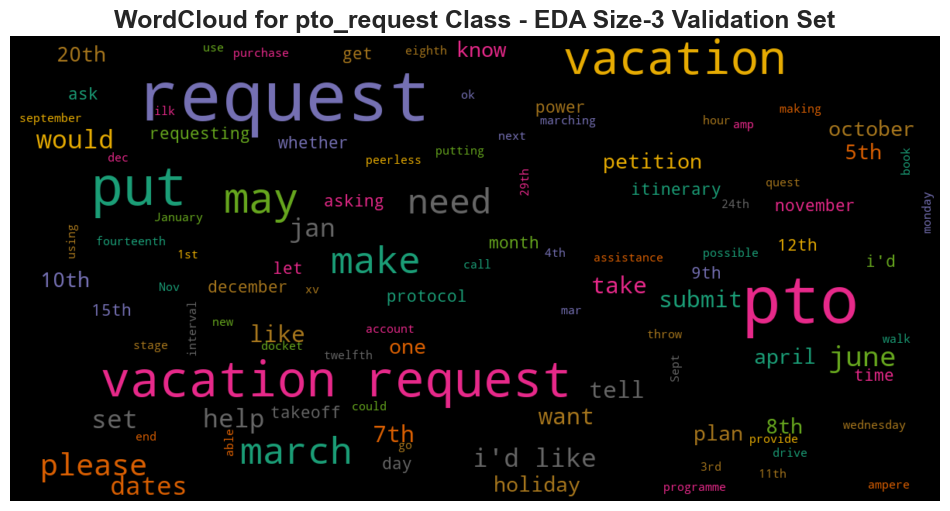 WordCloud for pto_request Class - EDA Size-3 Validation Set
20th use purchase get eighth know vacation
ask request ok
september ilk power making
would requesting whether marching hour amp october
dec next 5th
peerless putting petition book
put may asking need 29th itinerary quest
January 24th november monday
jan
using fourteenth month 4th possible 12th
1st make call assistance i'd
10th let take 9th
Nov december xv protocol submit pto
15th mar
interval new account throw
stage docket like one april june walk
twelfth Sept time
vacation request tell
set help takeoff could want 8th
end 7th plan provide wednesday
able march go drive
please day i'd like 3rd 11th
dates holiday programme ampere